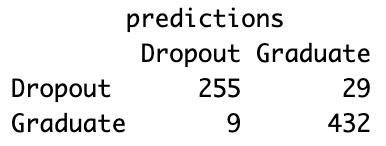 predictions
Dropout Graduate
Dropout 255 29
Graduate 9 432